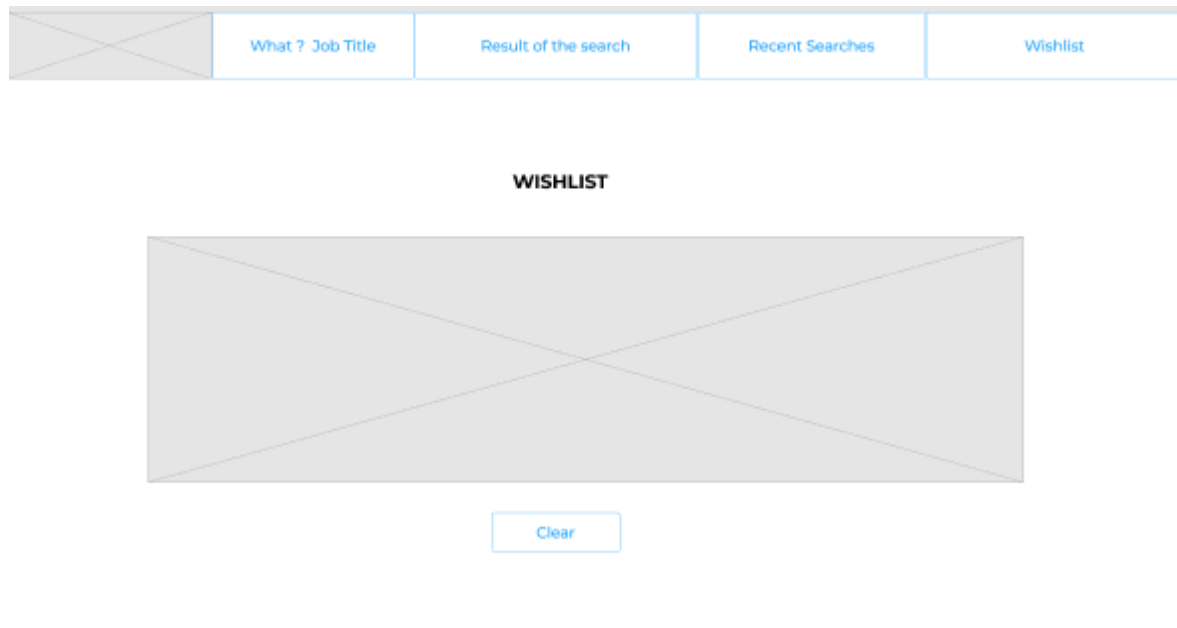 What ? Job Title
Result of the search
Recent Searches
Wishlist
WISHLIST
Clear